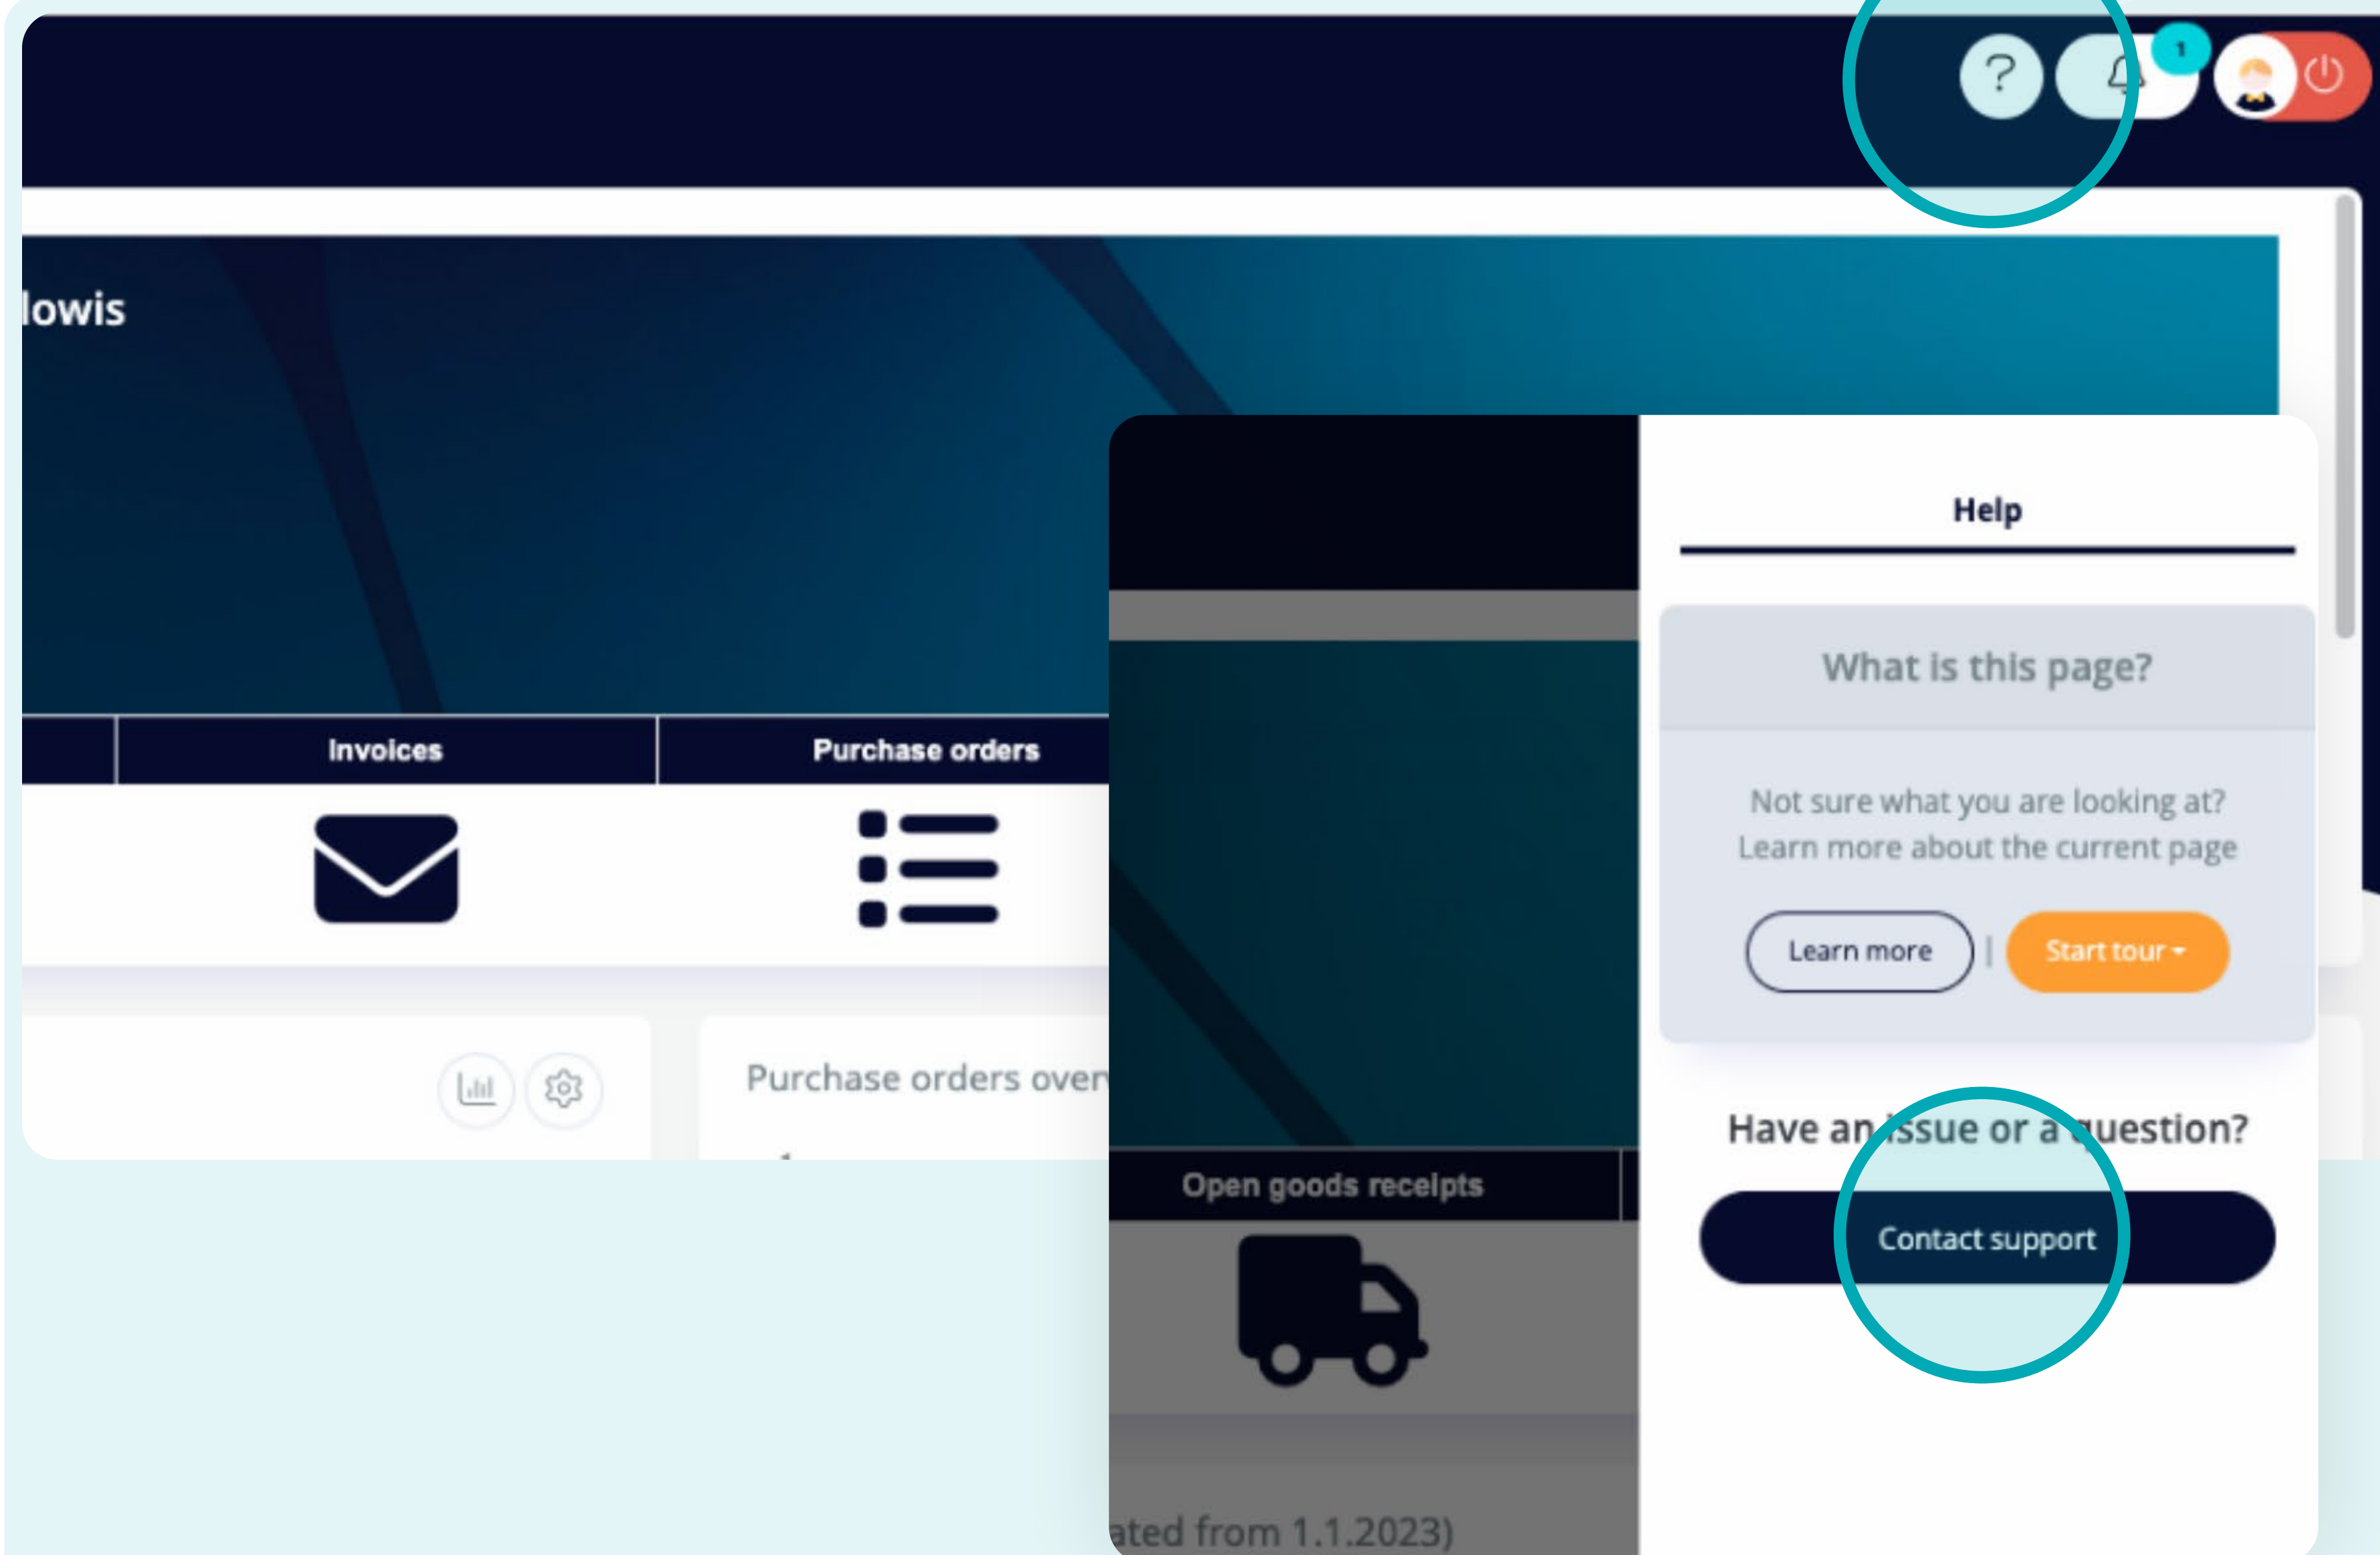 ?
1
lowis
Invoices
Purchase orders
Purchase orders
Help
What is this page?
Not sure what you are looking at?
Learn more about the current page
Learn more
Start tour
Have an issue or a question?
Contact support
Open goods receipts
ated from 1.1.2023)